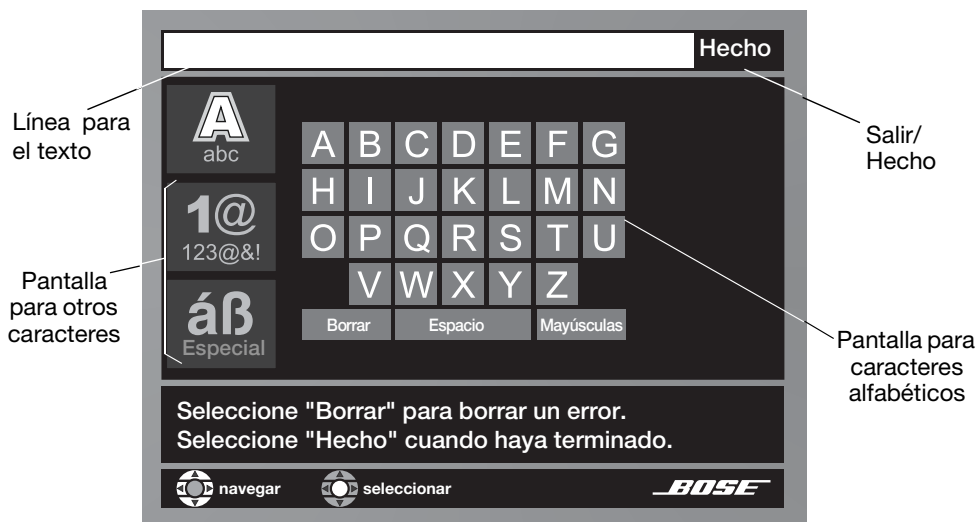 Hecho
Línea para
el texto
Salir/
Hecho
A
abc
1@
123@&!
áß
Especial
Pantalla
para otros
caracteres
A B C D E F G
H I J K L M N
O P Q R S T U
V W X Y Z
Borrar Espacio Mayúsculas
Pantalla para
caracteres
alfabéticos
Seleccione "Borrar" para borrar un error.
Seleccione "Hecho" cuando haya terminado.
navegar seleccionar BOSE